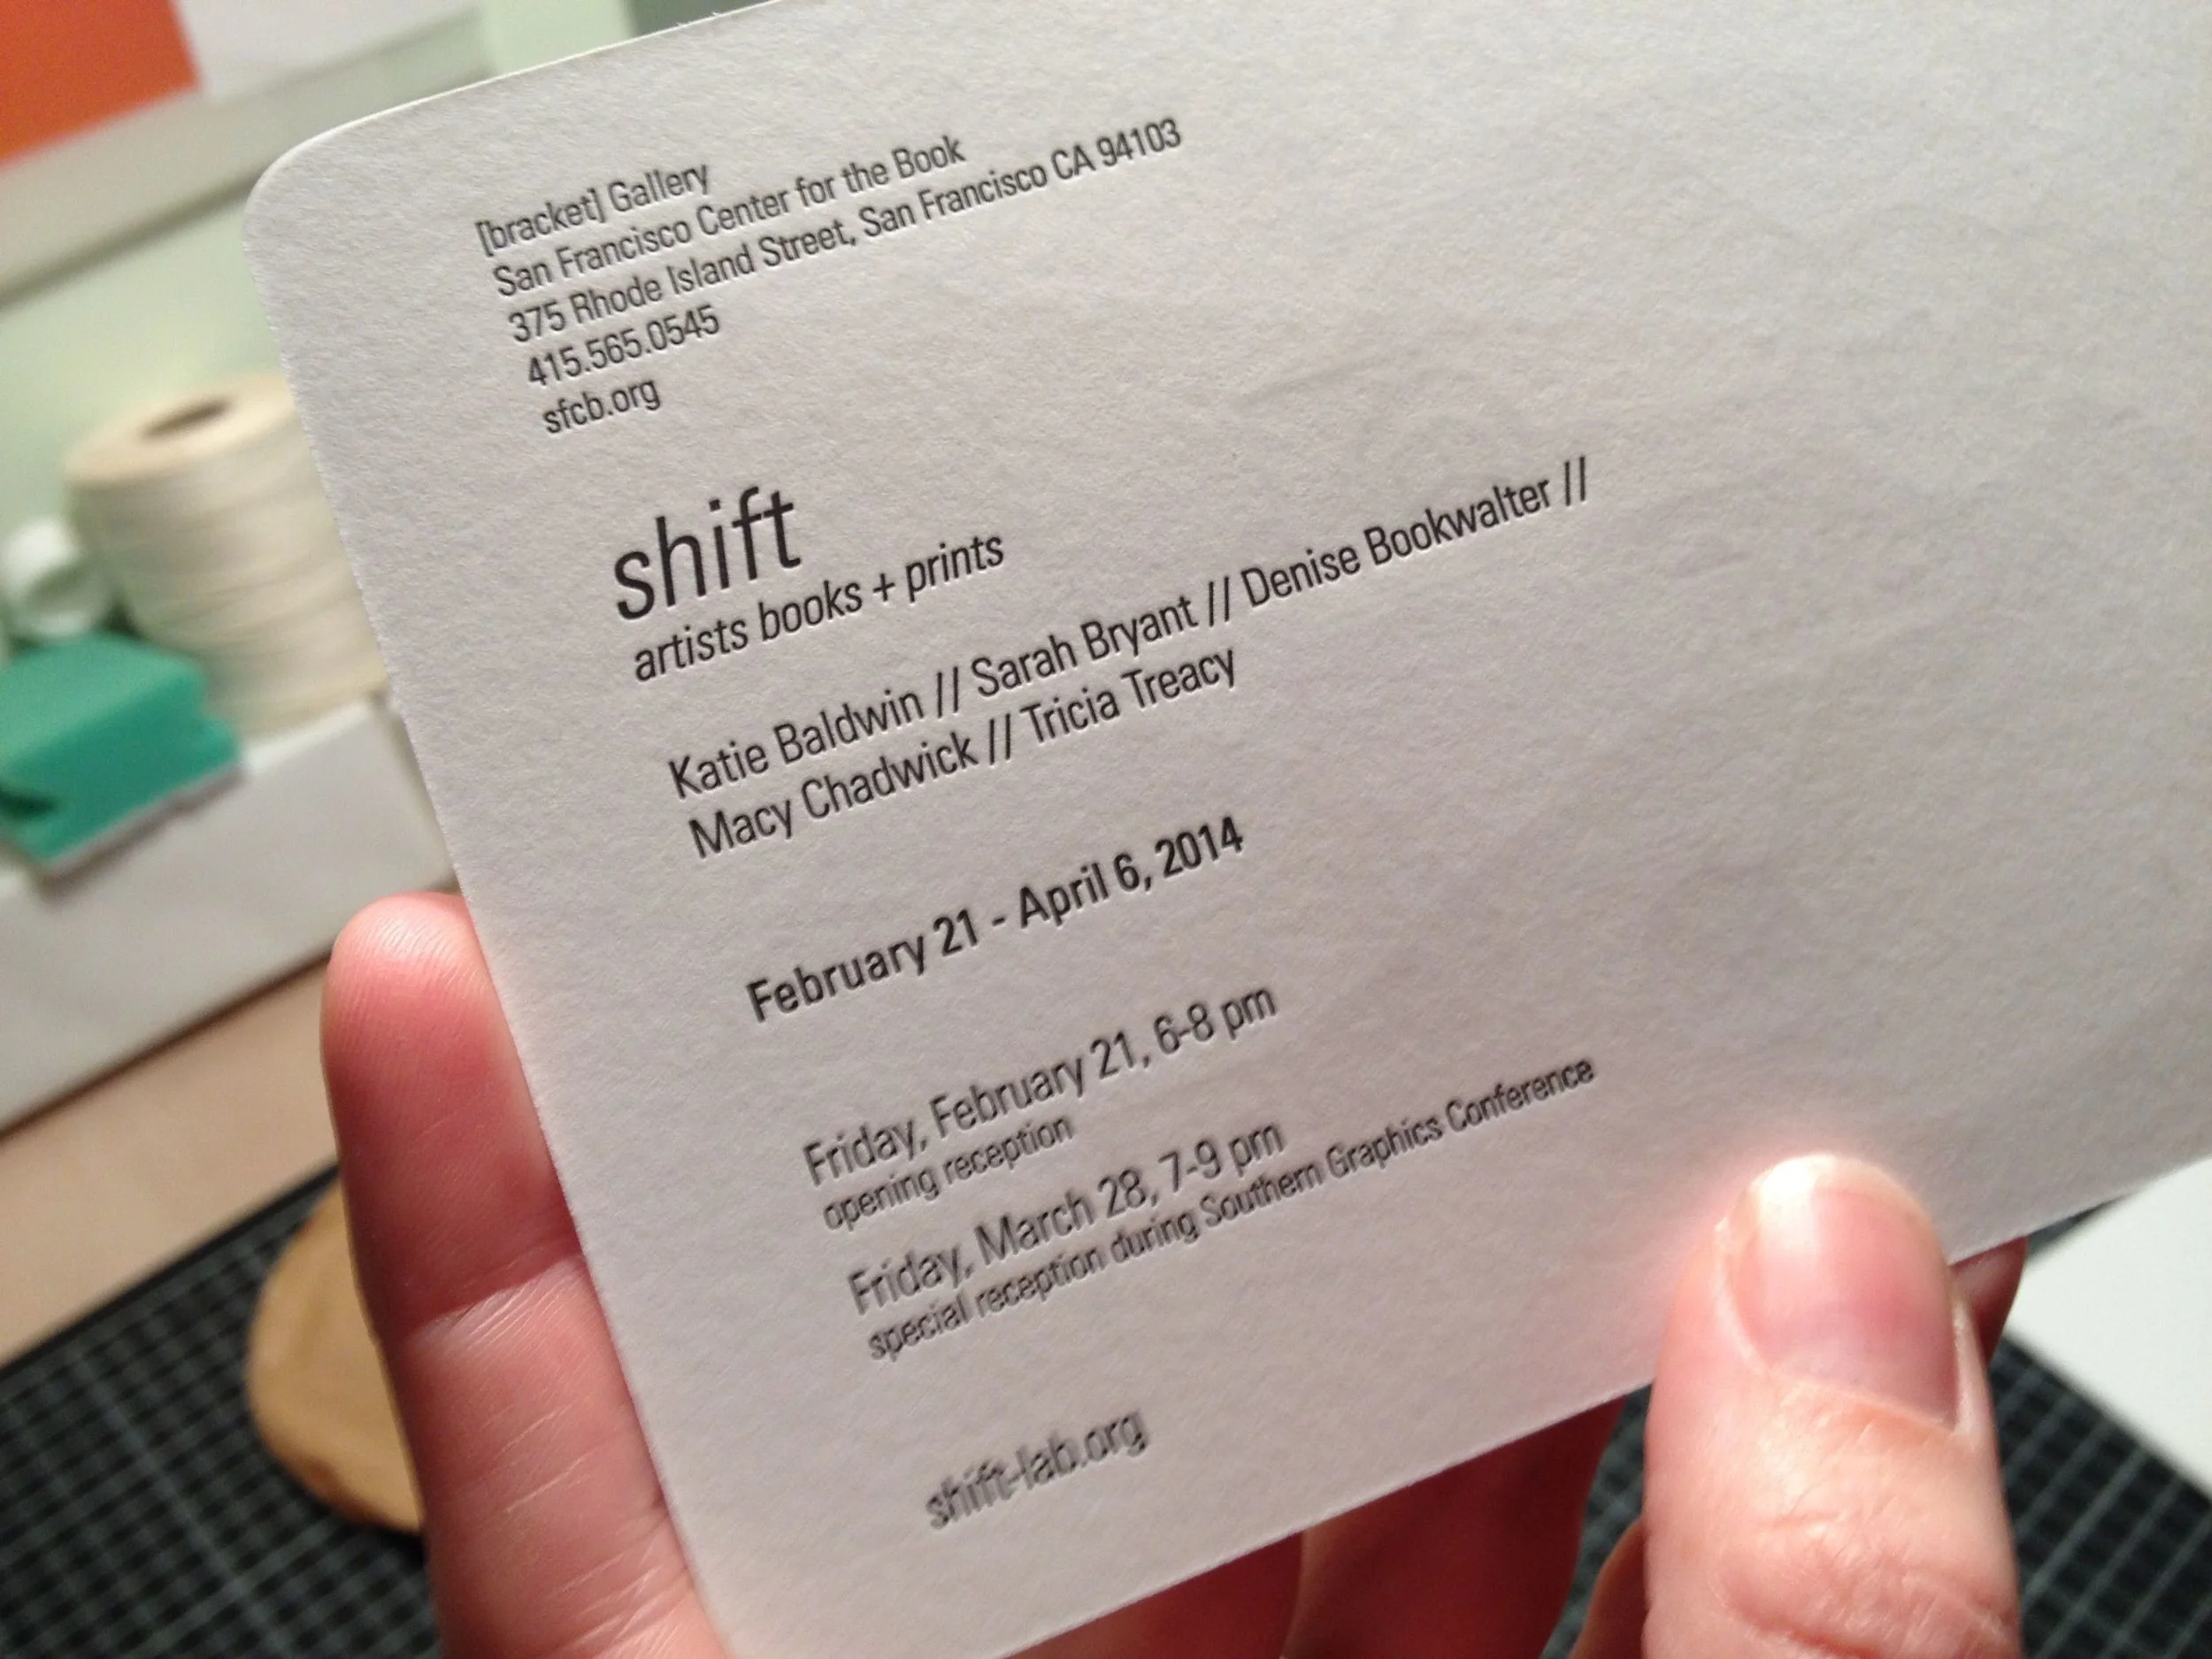 [bracket] Gallery
San Francisco Center for the Book
375 Rhode Island Street, San Francisco CA 94103
415.565.0545
sfcb.org
shift
artists books + prints
Katie Baldwin // Sarah Bryant // Denise Bookwalter //
Macy Chadwick // Tricia Treacy
February 21 - April 6, 2014
Friday, February 21, 6-8 pm
opening reception
Friday, March 28, 7-9 pm
special reception during Southern Graphics Conference
shift-lab.org